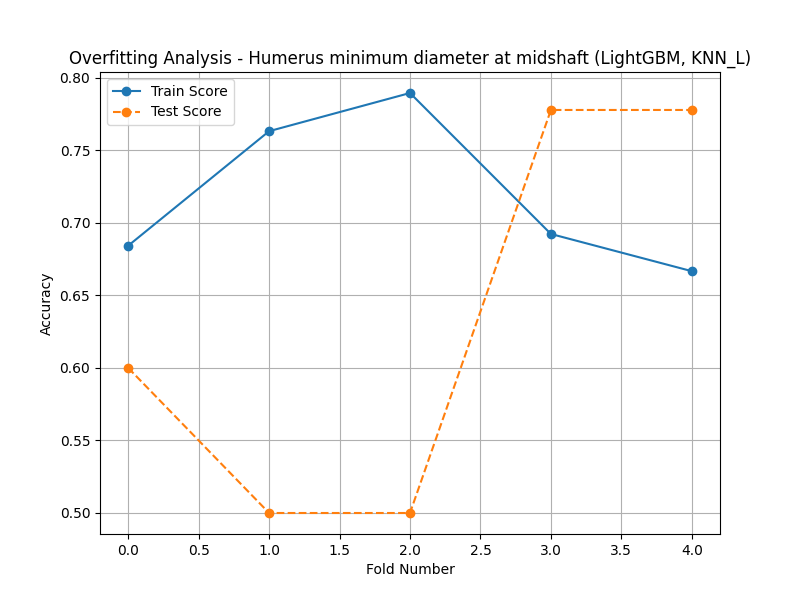 Overfitting Analysis - Humerus minimum diameter at midshaft (LightGBM, KNN_L)
Train Score
Test Score
0.80
0.75
0.70
0.65
0.60
0.55
0.50
Accuracy
0.0 0.5 1.0 1.5 2.0 2.5 3.0 3.5 4.0
Fold Number